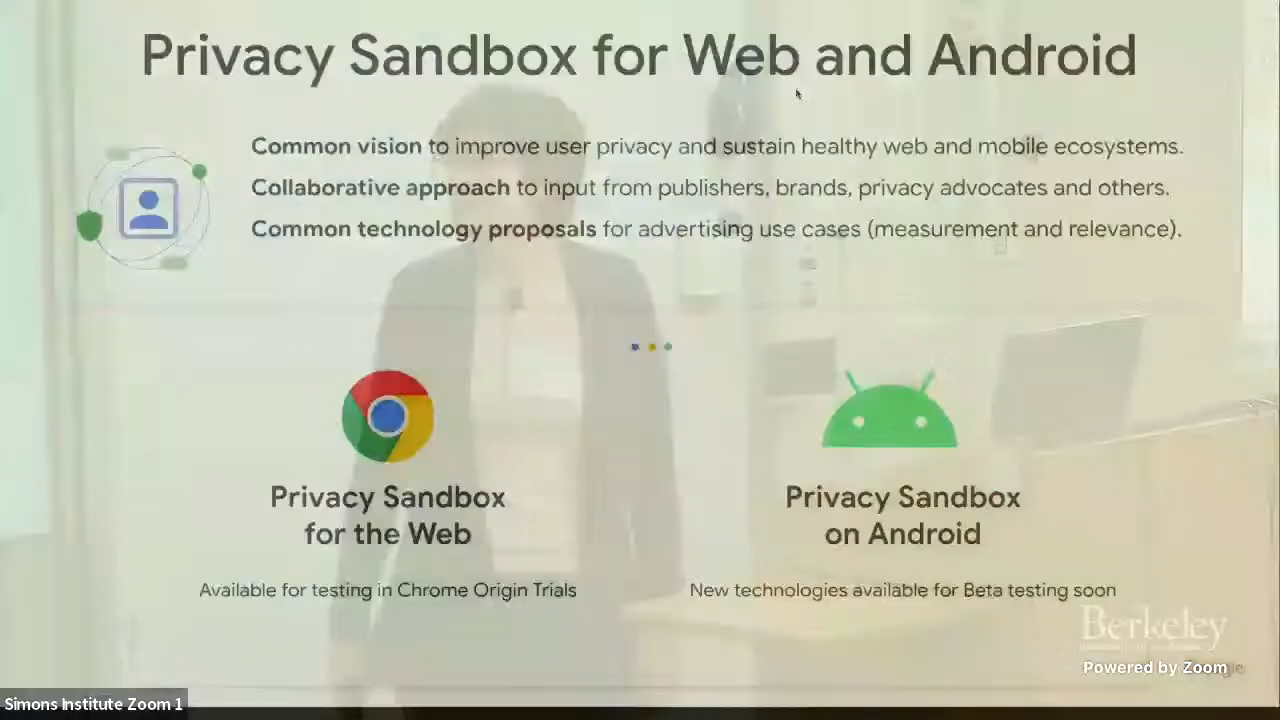 Privacy Sandbox for Web and Android
Common vision to improve user privacy and sustain healthy web and mobile ecosystems.
Collaborative approach to input from publishers, brands, privacy advocates and others.
Common technology proposals for advertising use cases (measurement and relevance).
Privacy Sandbox
for the Web
Privacy Sandbox
on Android
Available for testing in Chrome Origin Trials
New technologies available for Beta testing soon
Berkeley
Powered by Zoom
Simons Institute Zoom 1